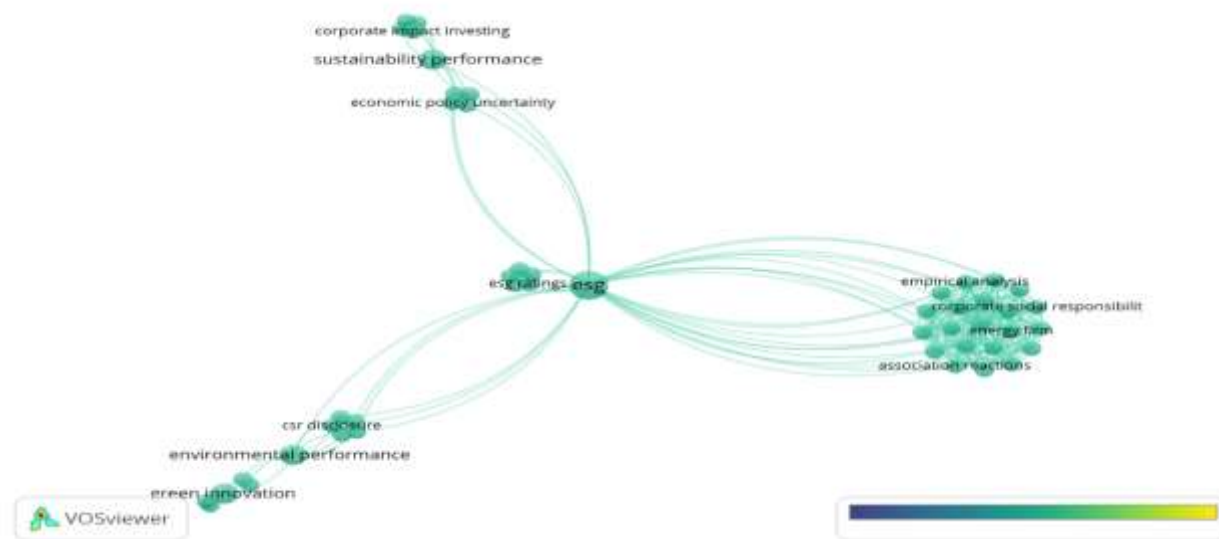 corporate impact investing
sustainability performance
economic policy uncertainty
esg ratings
esg
empirical analysis
corporate social responsibilit
energy firm
association reactions
csr disclosure
environmental performance
green innovation
VOSviewer